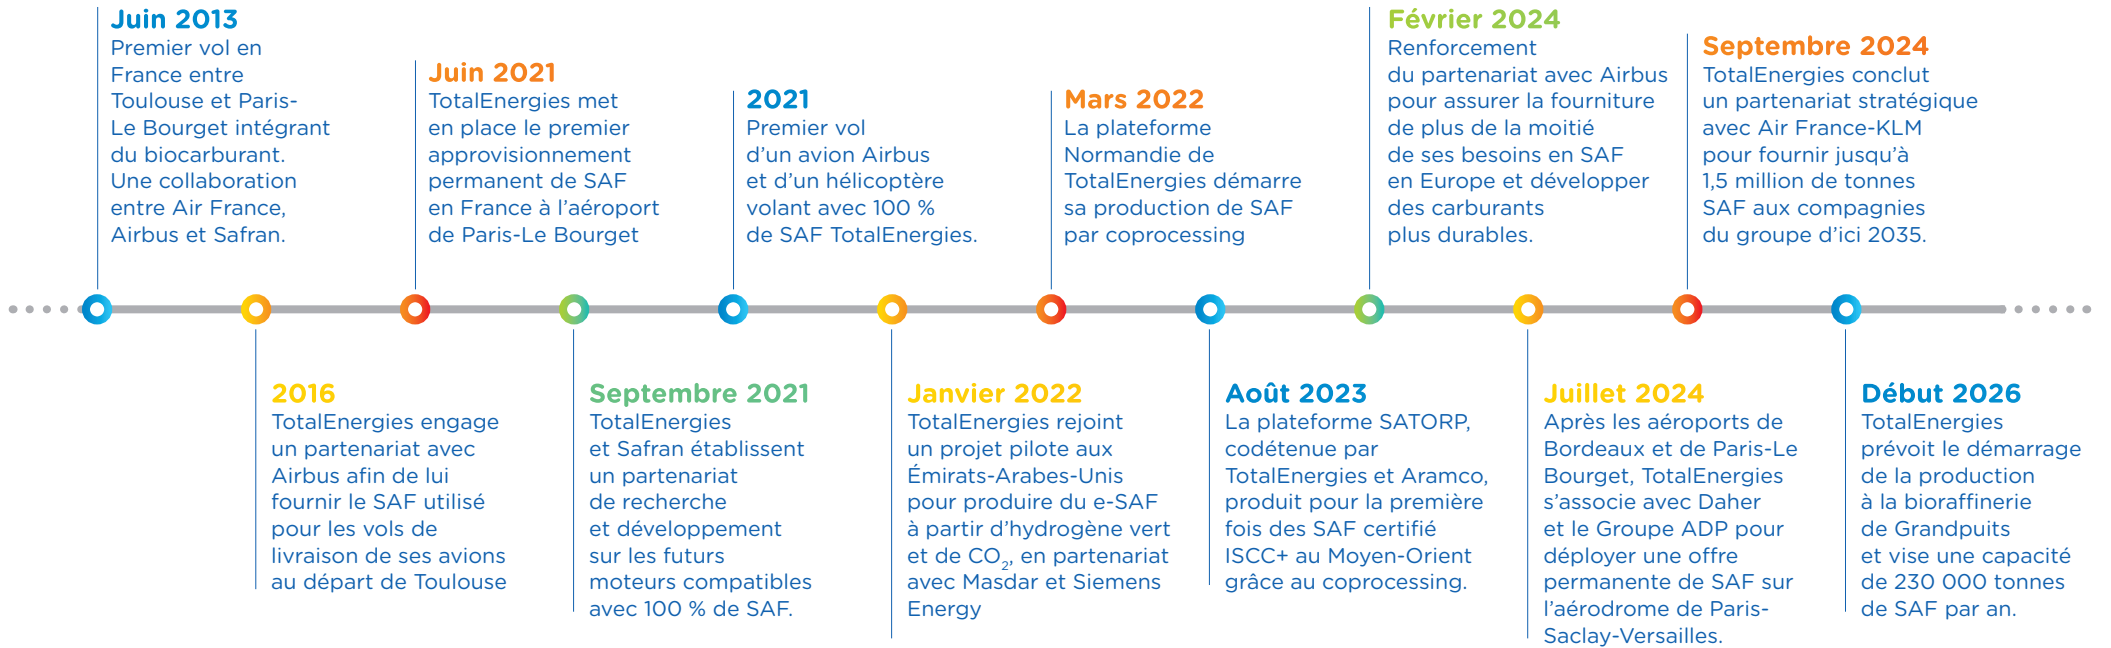 Juin 2013
Premier vol en
France entre
Toulouse et Paris-
Le Bourget intégrant
du biocarburant.
Une collaboration
entre Air France,
Airbus et Safran.
2016
TotalEnergies engage
un partenariat avec
Airbus afin de lui
fournir le SAF utilisé
pour les vols de
livraison de ses avions
au départ de Toulouse
Juin 2021
TotalEnergies met
en place le premier
approvisionnement
permanent de SAF
en France à l’aéroport
de Paris-Le Bourget
Septembre 2021
TotalEnergies
et Safran établissent
un partenariat
de recherche
et développement
sur les futurs
moteurs compatibles
avec 100 % de SAF.
2021
Premier vol
d’un avion Airbus
et d’un hélicoptère
volant avec 100 %
de SAF TotalEnergies.
Janvier 2022
TotalEnergies rejoint
un projet pilote aux
Émirats-Arabes-Unis
pour produire du e-SAF
à partir d’hydrogène vert
et de CO₂, en partenariat
avec Masdar et Siemens
Energy
Mars 2022
La plateforme
Normandie de
TotalEnergies démarre
sa production de SAF
par coprocessing
Août 2023
La plateforme SATORP,
codétenue par
TotalEnergies et Aramco,
produit pour la première
fois des SAF certifié
ISCC+ au Moyen-Orient
grâce au coprocessing.
Février 2024
Renforcement
du partenariat avec Airbus
pour assurer la fourniture
de plus de la moitié
de ses besoins en SAF
en Europe et développer
des carburants
plus durables.
Juillet 2024
Après les aéroports de
Bordeaux et de Paris-Le
Bourget, TotalEnergies
s’associe avec Daher
et le Groupe ADP pour
déployer une offre
permanente de SAF sur
l’aérodrome de Paris-
Saclay-Versailles.
Septembre 2024
TotalEnergies conclut
un partenariat stratégique
avec Air France-KLM
pour fournir jusqu’à
1,5 million de tonnes
SAF aux compagnies
du groupe d’ici 2035.
Début 2026
TotalEnergies
prévoit le démarrage
de la production
à la bioraffinerie
de Grandpuits
et vise une capacité
de 230 000 tonnes
de SAF par an.